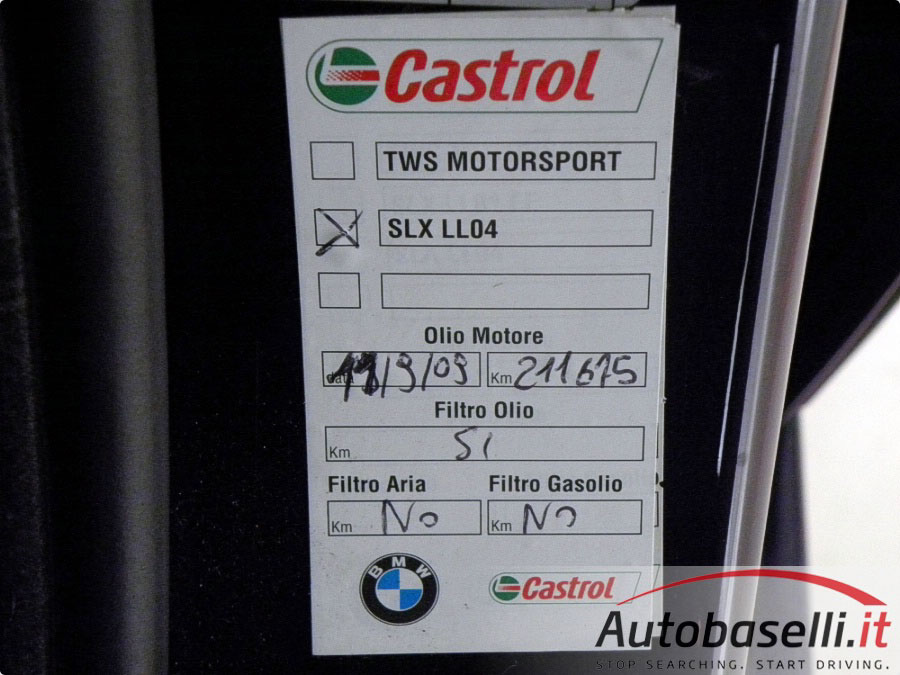 Castrol
TWS MOTORSPORT
SLX LL04
Olio Motore
data 11/9/09 Km 211675
Filtro Olio
Km SI
Filtro Aria Filtro Gasolio
Km No Km No
BMW Castrol
Autobaselli.it
STOP SEARCHING. START DRIVING.